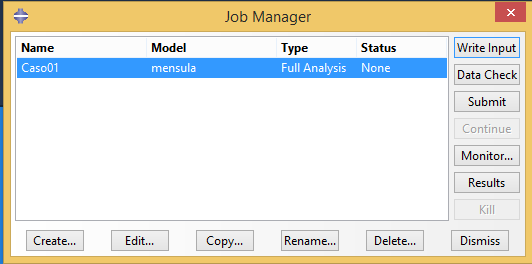 Job Manager
Name Model Type Status
Caso01 mensula Full Analysis None
Write Input
Data Check
Submit
Continue
Monitor...
Results
Kill
Create... Edit... Copy... Rename... Delete... Dismiss